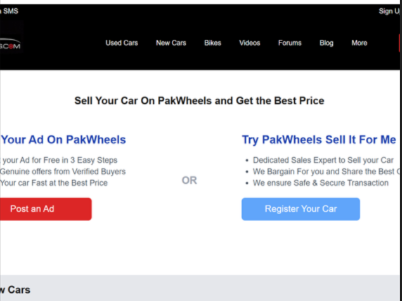 SMS
Sign U
Used Cars New Cars Bikes Videos Forums Blog More
Sell Your Car On PakWheels and Get the Best Price
Your Ad On PakWheels
your Ad for Free in 3 Easy Steps
Genuine offers from Verified Buyers
Your car Fast at the Best Price
Post an Ad
OR
Try PakWheels Sell It For Me
• Dedicated Sales Expert to Sell your Car
• We Bargain For you and Share the Best
• We ensure Safe & Secure Transaction
Register Your Car
w Cars